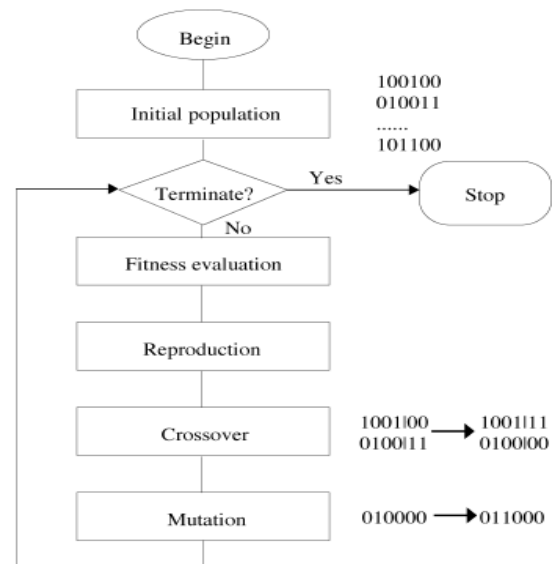 Begin
Initial population
100100
010011
......
101100
Terminate?
Yes
Stop
No
Fitness evaluation
Reproduction
Crossover
1001|00
0100|11
1001|11
0100|00
Mutation
010000
011000